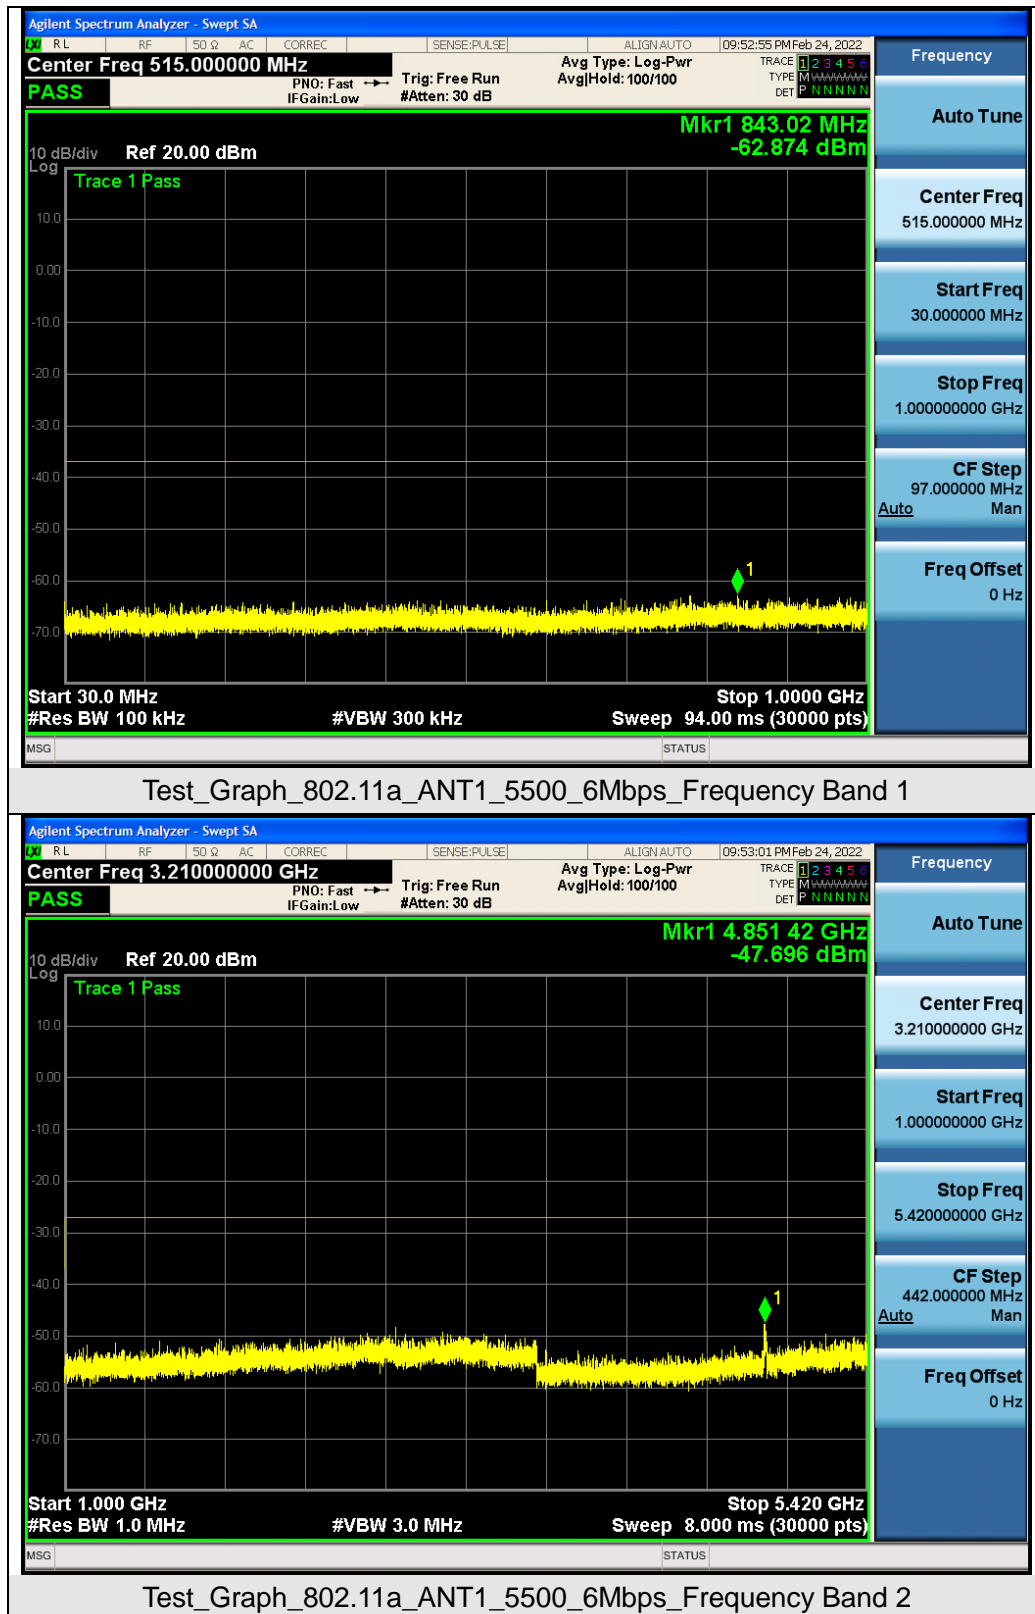 Agilent Spectrum Analyzer - Swept SA
LXI RL RF 50 Ω AC CORREC SENSE:PULSE ALIGN AUTO 09:52:55 PM Feb 24, 2022
Center Freq 515.000000 MHz
PASS
PNO: Fast
IFGain:Low
Trig: Free Run
#Atten: 30 dB
Avg Type: Log-Pwr
Avg|Hold: 100/100
TRACE 1 2 3 4 5 6
TYPE M
DET P N N N N N
Mkr1 843.02 MHz
-62.874 dBm
10 dB/div Ref 20.00 dBm
Log
Trace 1 Pass
10.0
0.00
-10.0
-20.0
-30.0
-40.0
-50.0
-60.0
-70.0
1
Start 30.0 MHz Stop 1.0000 GHz
#Res BW 100 kHz #VBW 300 kHz Sweep 94.00 ms (30000 pts)
MSG STATUS
Frequency
Auto Tune
Center Freq
515.000000 MHz
Start Freq
30.000000 MHz
Stop Freq
1.000000000 GHz
CF Step
97.000000 MHz
Auto Man
Freq Offset
0 Hz
Test_Graph_802.11a_ANT1_5500_6Mbps_Frequency Band 1
Agilent Spectrum Analyzer - Swept SA
LXI RL RF 50 Ω AC CORREC SENSE:PULSE ALIGN AUTO 09:53:01 PM Feb 24, 2022
Center Freq 3.210000000 GHz
PASS
PNO: Fast
IFGain:Low
Trig: Free Run
#Atten: 30 dB
Avg Type: Log-Pwr
Avg|Hold: 100/100
TRACE 1 2 3 4 5 6
TYPE M
DET P N N N N N
Mkr1 4.851 42 GHz
-47.696 dBm
10 dB/div Ref 20.00 dBm
Log
Trace 1 Pass
10.0
0.00
-10.0
-20.0
-30.0
-40.0
-50.0
-60.0
-70.0
1
Start 1.000 GHz Stop 5.420 GHz
#Res BW 1.0 MHz #VBW 3.0 MHz Sweep 8.000 ms (30000 pts)
MSG STATUS
Frequency
Auto Tune
Center Freq
3.210000000 GHz
Start Freq
1.000000000 GHz
Stop Freq
5.420000000 GHz
CF Step
442.000000 MHz
Auto Man
Freq Offset
0 Hz
Test_Graph_802.11a_ANT1_5500_6Mbps_Frequency Band 2